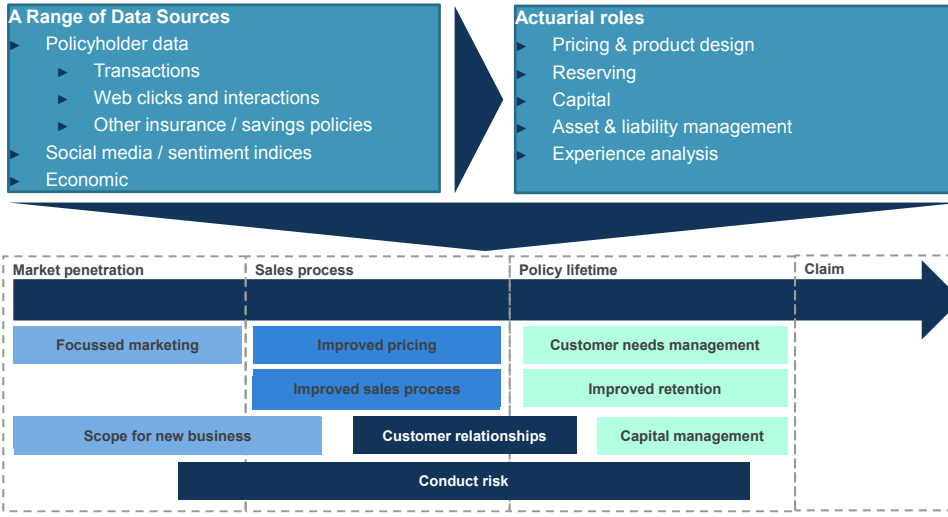 A Range of Data Sources
► Policyholder data
► Transactions
► Web clicks and interactions
► Other insurance / savings policies
► Social media / sentiment indices
► Economic
Actuarial roles
► Pricing & product design
► Reserving
► Capital
► Asset & liability management
► Experience analysis
Market penetration
Sales process
Policy lifetime
Claim
Focussed marketing
Improved pricing
Customer needs management
Improved sales process
Improved retention
Scope for new business
Customer relationships
Capital management
Conduct risk